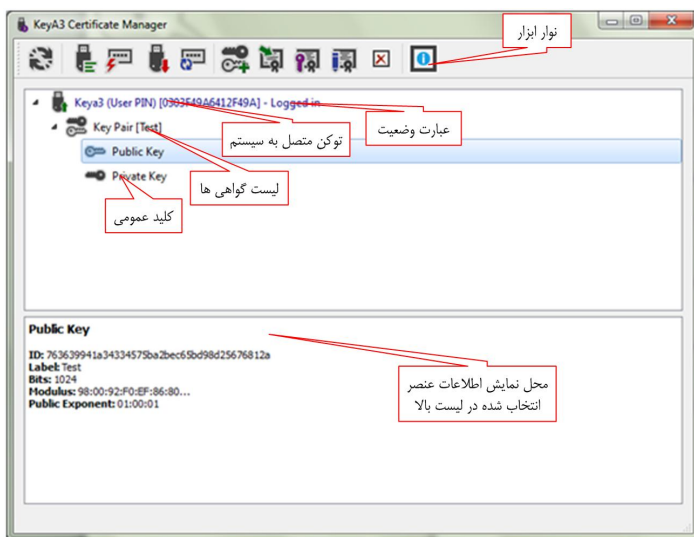 KeyA3 Certificate Manager
نوار ابزار
Keya3 (User PIN) [0303F49A6412F49A] - Logged in
Key Pair [Test]
عبارت وضعیت
توکن متصل به سیستم
Public Key
Private Key
لیست گواهی ها
کلید عمومی
Public Key
ID: 763639941a34334575ba2bec65bd98d25676812a
Label: Test
Bits: 1024
Modulus: 98:00:92:F0:EF:86:80...
Public Exponent: 01:00:01
محل نمایش اطلاعات عنصر
انتخاب شده در لیست بالا